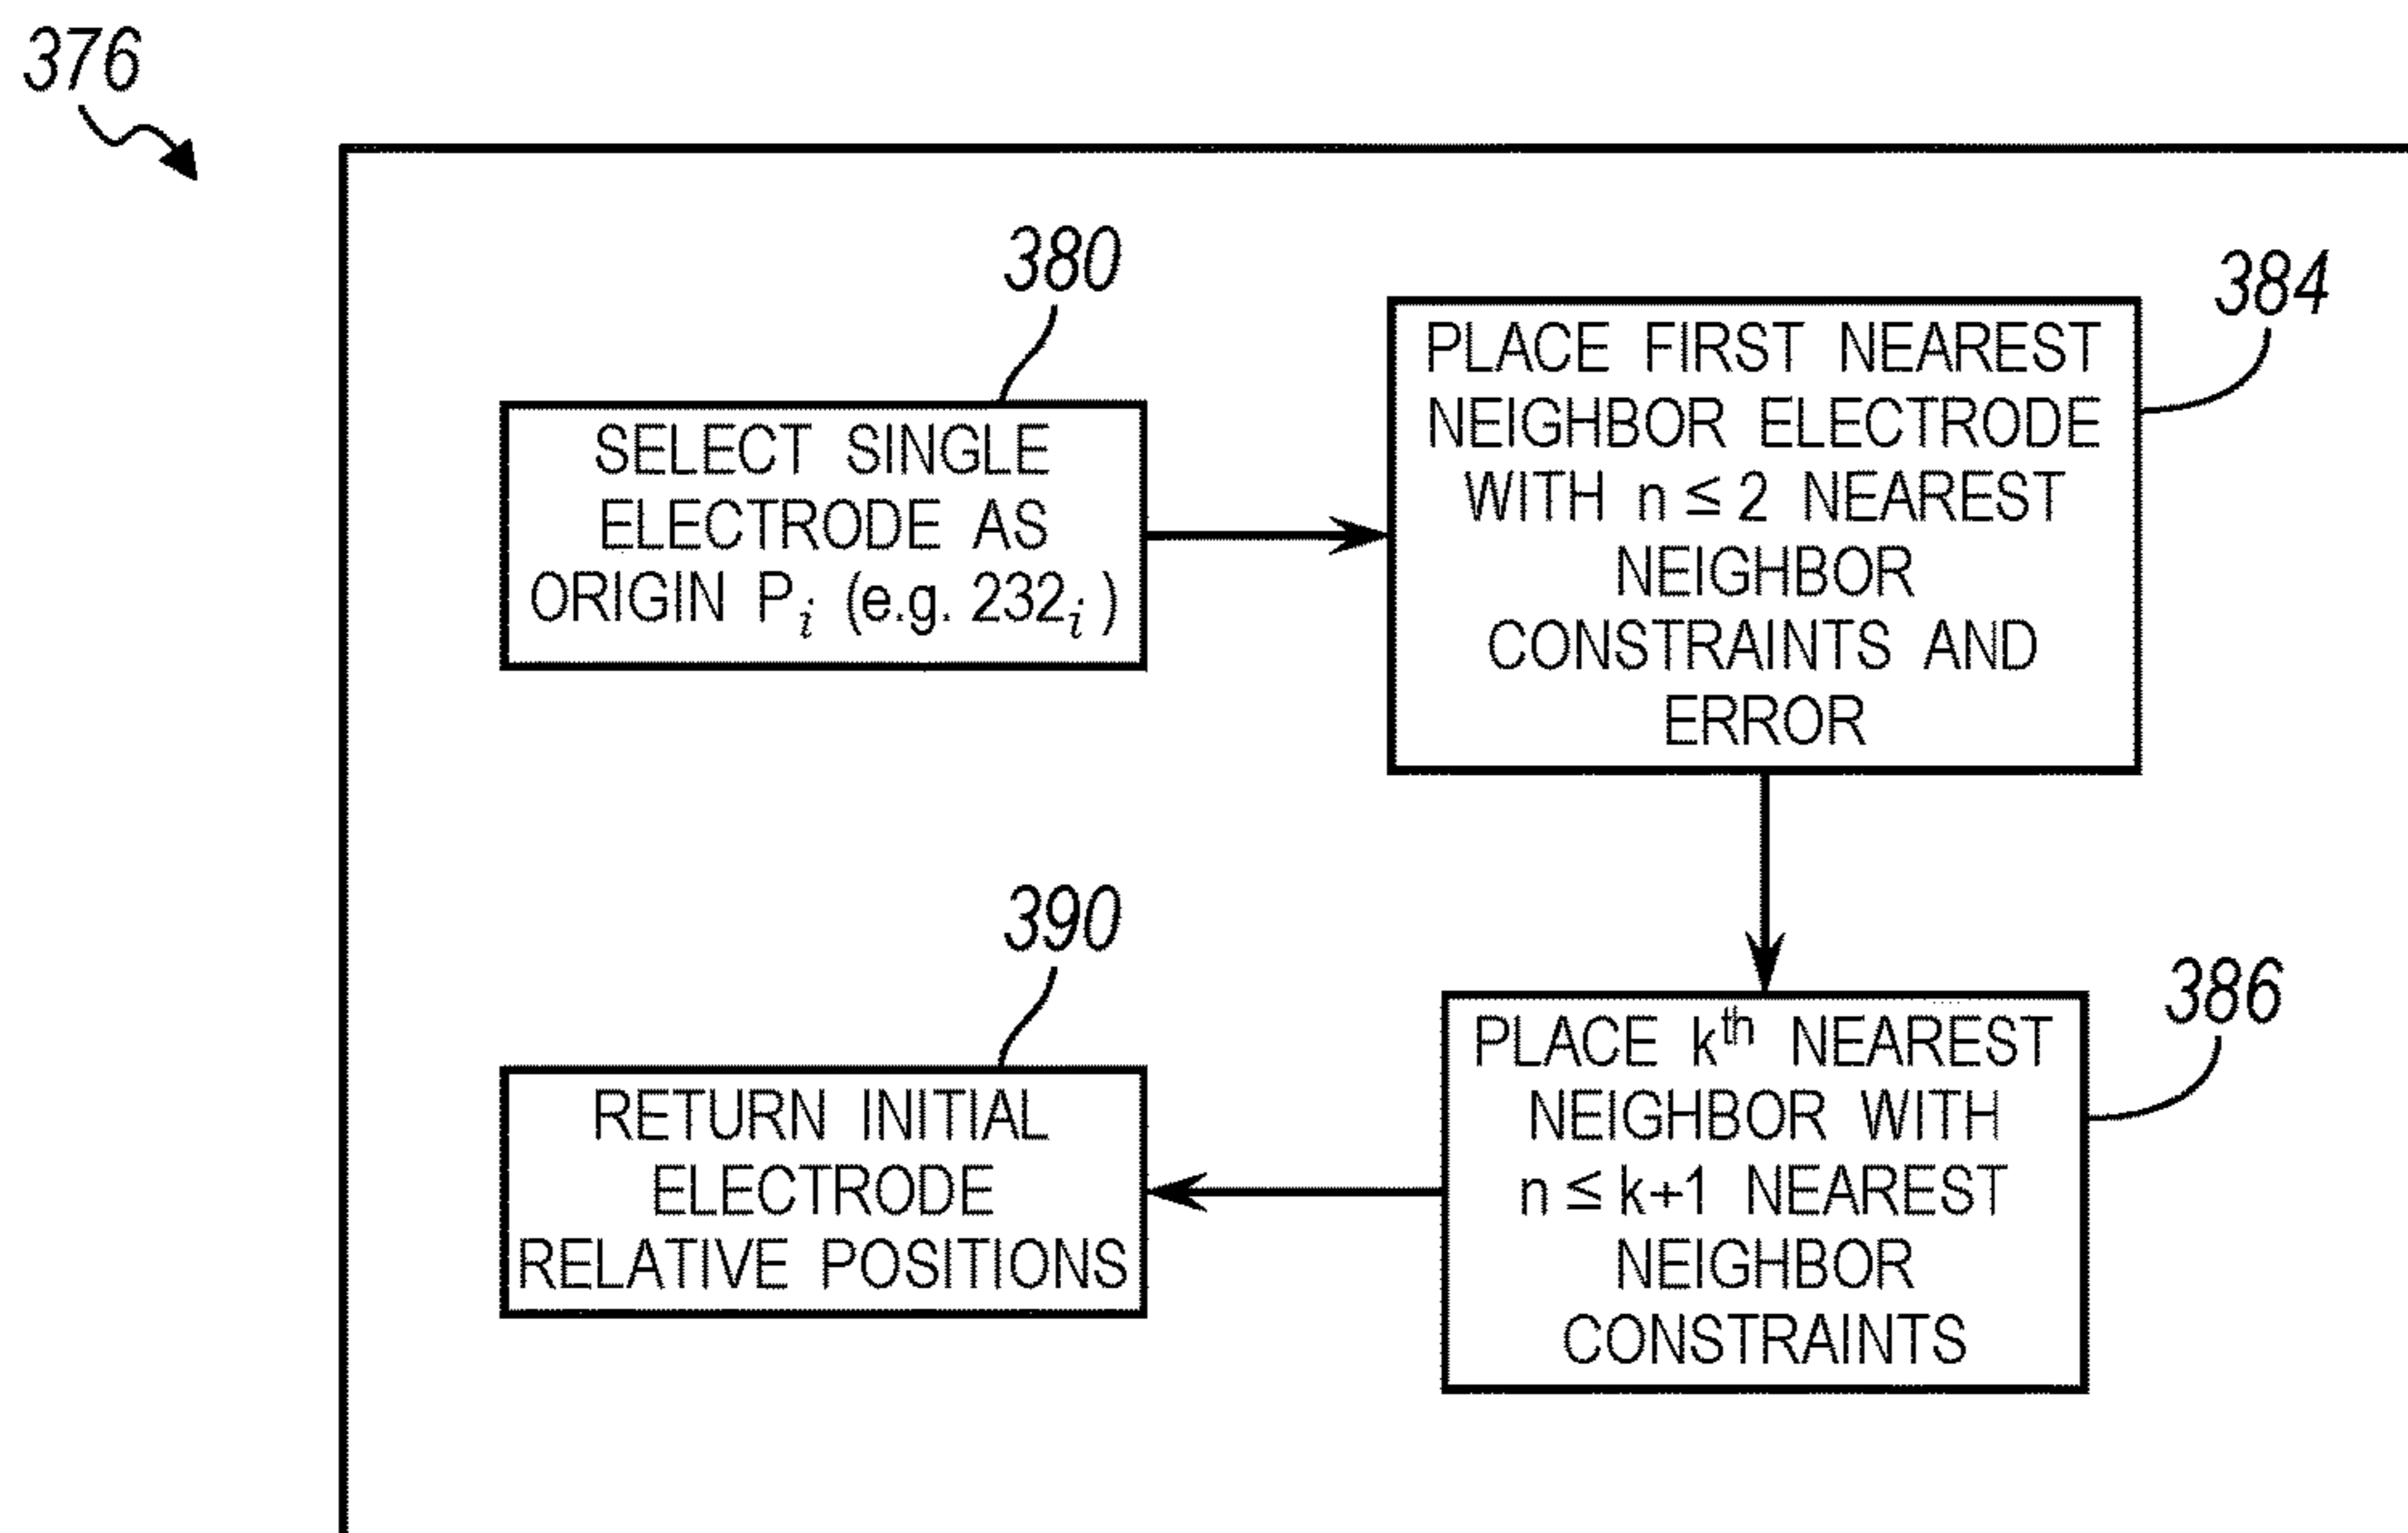 376
380
SELECT SINGLE
ELECTRODE AS
ORIGIN Pᵢ (e.g. 232ᵢ)
384
PLACE FIRST NEAREST
NEIGHBOR ELECTRODE
WITH n ≤ 2 NEAREST
NEIGHBOR
CONSTRAINTS AND
ERROR
386
PLACE kᵗʰ NEAREST
NEIGHBOR WITH
n ≤ k+1 NEAREST
NEIGHBOR
CONSTRAINTS
390
RETURN INITIAL
ELECTRODE
RELATIVE POSITIONS